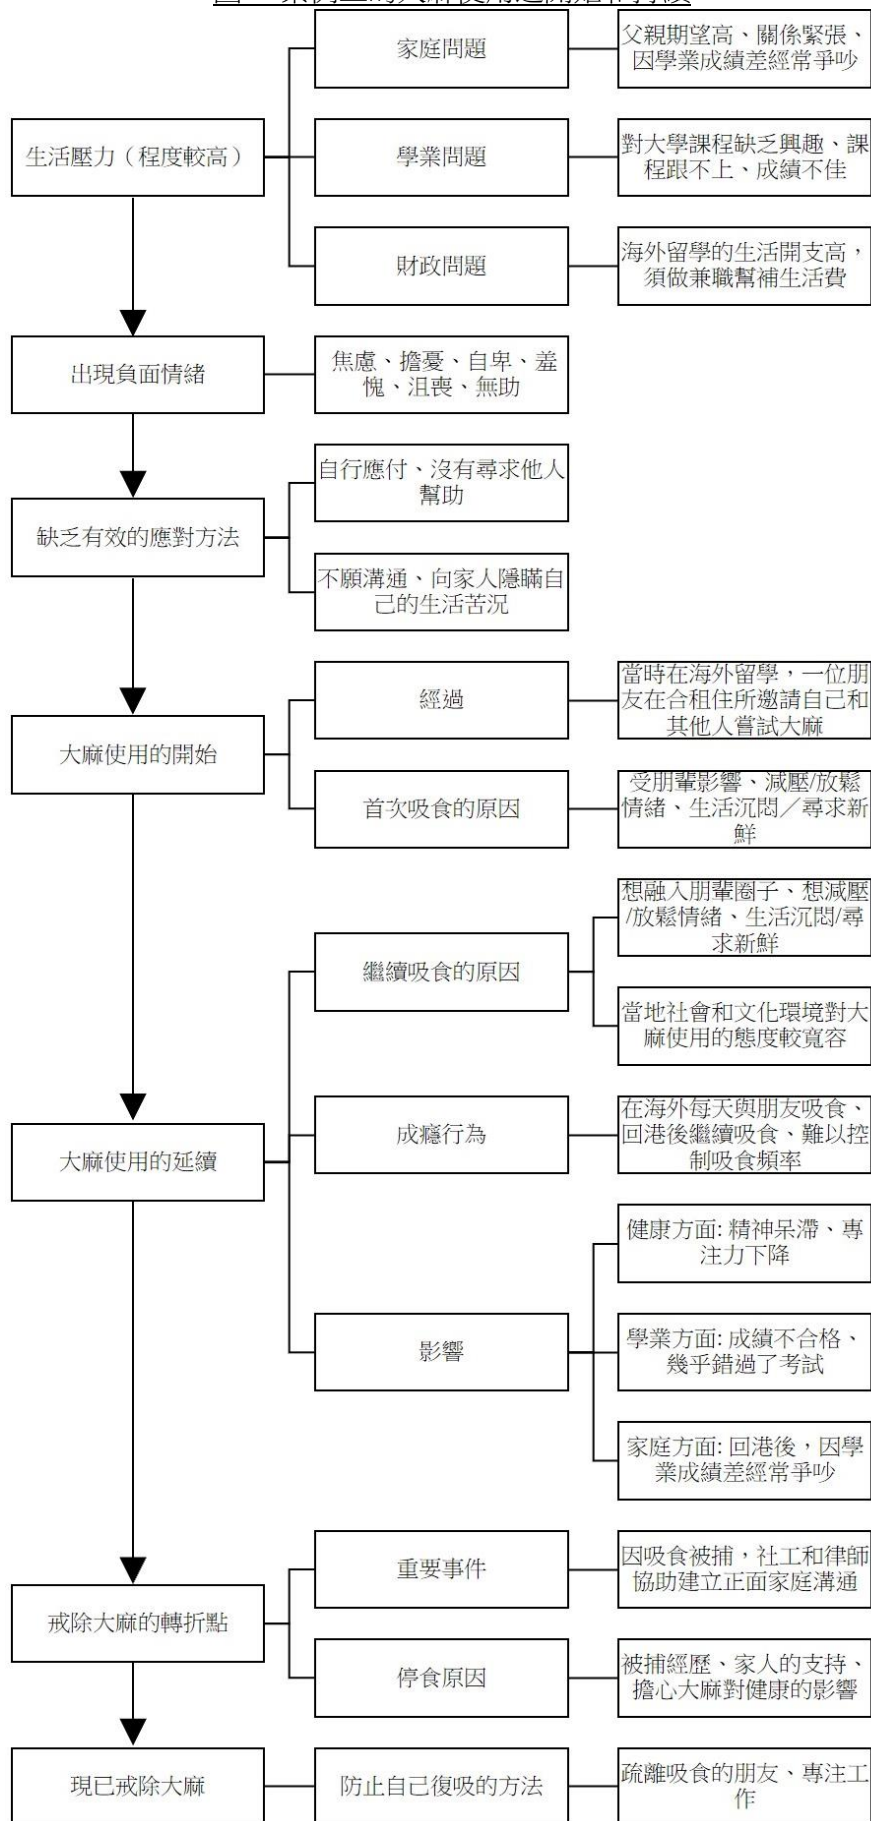 家庭問題
父親期望高、關係緊張、
因學業成績差經常爭吵
生活壓力（程度較高）
學業問題
對大學課程缺乏興趣、課
程跟不上、成績不佳
財政問題
海外留學的生活開支高，
須做兼職幫補生活費
出現負面情緒
焦慮、擔憂、自卑、羞
愧、沮喪、無助
缺乏有效的應對方法
自行應付、沒有尋求他人
幫助
不願溝通、向家人隱瞞自
己的生活苦況
大麻使用的開始
經過
當時在海外留學，一位朋
友在合租住所邀請自己和
其他人嘗試大麻
首次吸食的原因
受朋輩影響、減壓/放鬆
情緒、生活沉悶／尋求新
鮮
大麻使用的延續
繼續吸食的原因
想融入朋輩圈子、想減壓
/放鬆情緒、生活沉悶/尋
求新鮮
當地社會和文化環境對大
麻使用的態度較寬容
成癮行為
在海外每天與朋友吸食、
回港後繼續吸食、難以控
制吸食頻率
影響
健康方面: 精神呆滯、專
注力下降
學業方面: 成績不合格、
幾乎錯過了考試
家庭方面: 回港後，因學
業成績差經常爭吵
戒除大麻的轉折點
重要事件
因吸食被捕，社工和律師
協助建立正面家庭溝通
停食原因
被捕經歷、家人的支持、
擔心大麻對健康的影響
現已戒除大麻
防止自己復吸的方法
疏離吸食的朋友、專注工
作